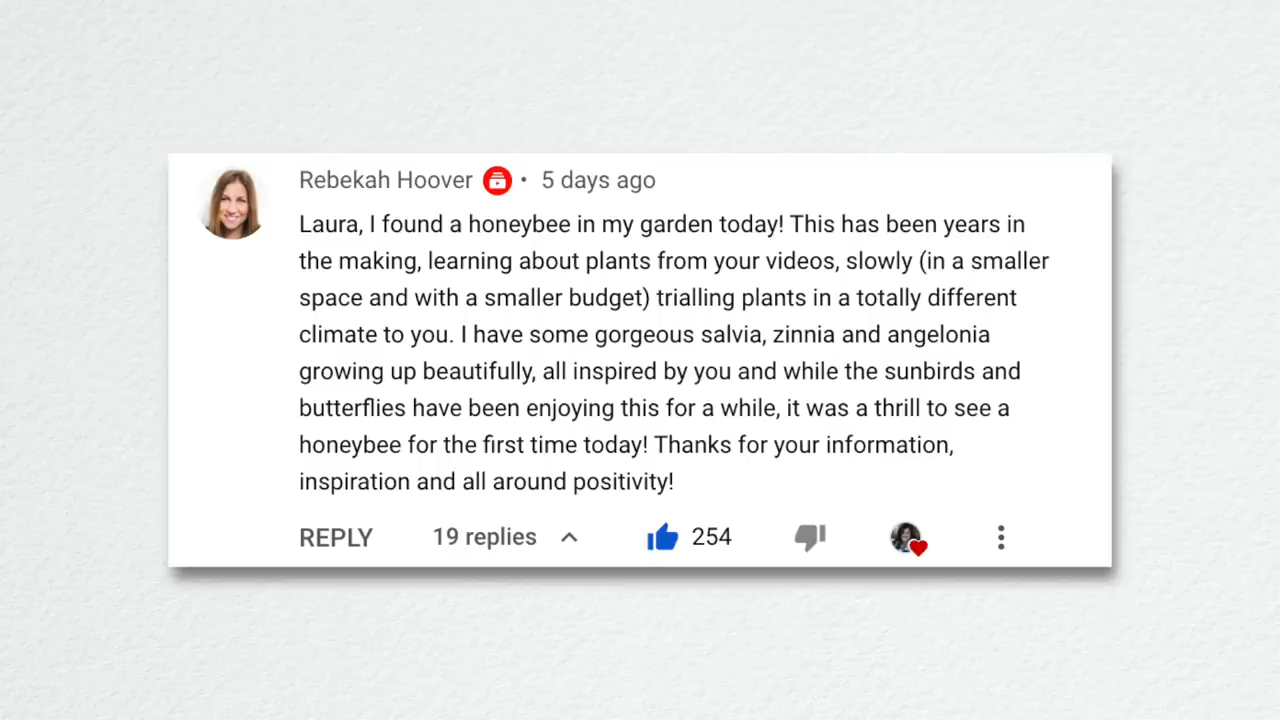 Rebekah Hoover • 5 days ago
Laura, I found a honeybee in my garden today! This has been years in
the making, learning about plants from your videos, slowly (in a smaller
space and with a smaller budget) trialling plants in a totally different
climate to you. I have some gorgeous salvia, zinnia and angelonia
growing up beautifully, all inspired by you and while the sunbirds and
butterflies have been enjoying this for a while, it was a thrill to see a
honeybee for the first time today! Thanks for your information,
inspiration and all around positivity!
REPLY 19 replies 254